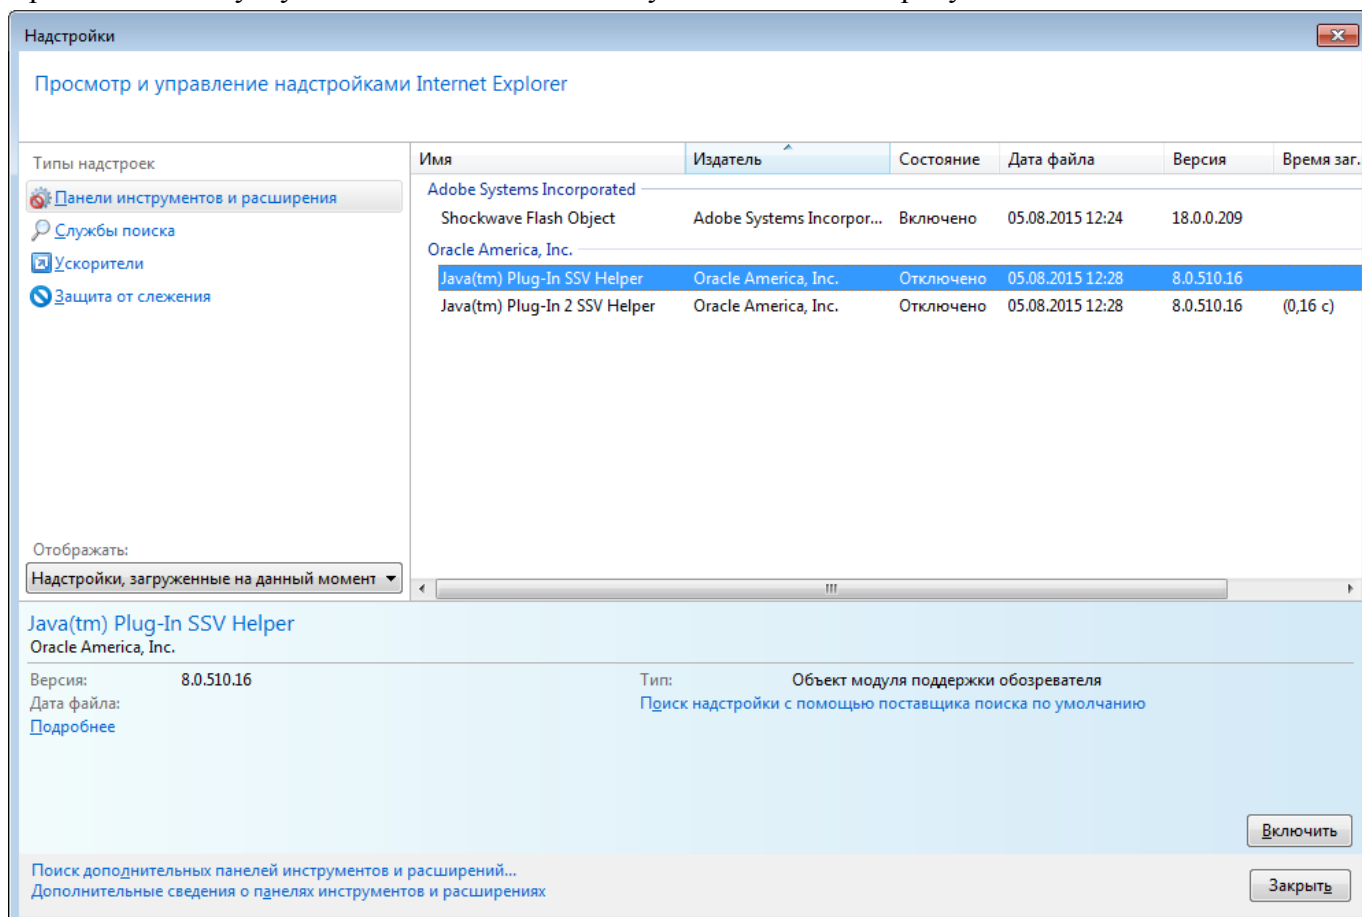 Надстройки
Просмотр и управление надстройками Internet Explorer
Типы надстроек
Панели инструментов и расширения
Службы поиска
Ускорители
Защита от слежения
Отображать:
Надстройки, загруженные на данный момент
Имя Издатель Состояние Дата файла Версия Время заг...
Adobe Systems Incorporated
Shockwave Flash Object Adobe Systems Incorpor... Включено 05.08.2015 12:24 18.0.0.209
Oracle America, Inc.
Java(tm) Plug-In SSV Helper Oracle America, Inc. Отключено 05.08.2015 12:28 8.0.510.16
Java(tm) Plug-In 2 SSV Helper Oracle America, Inc. Отключено 05.08.2015 12:28 8.0.510.16 (0,16 с)
Java(tm) Plug-In SSV Helper
Oracle America, Inc.
Версия: 8.0.510.16 Тип: Объект модуля поддержки обозревателя
Дата файла: Поиск надстройки с помощью поставщика поиска по умолчанию
Подробнее
Включить
Поиск дополнительных панелей инструментов и расширений...
Дополнительные сведения о панелях инструментов и расширениях
Закрыть